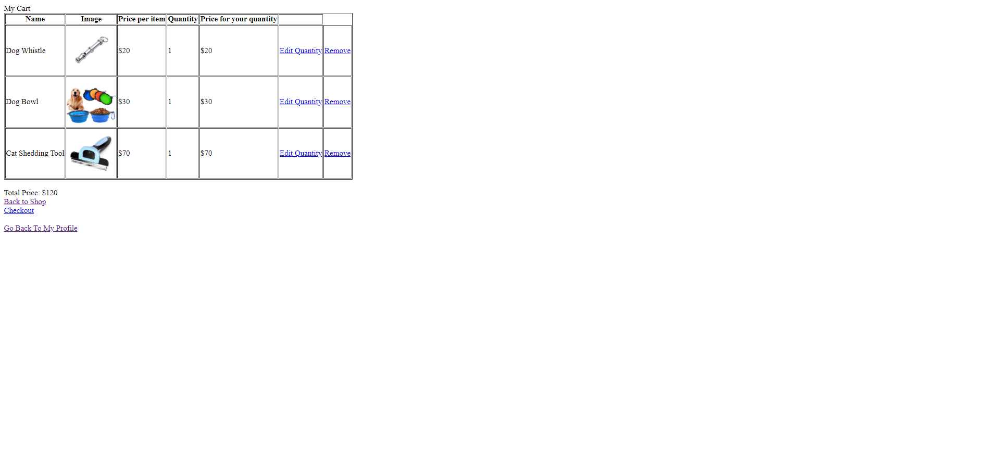 My Cart
Name Image Price per item Quantity Price for your quantity
Dog Whistle $20 1 $20 Edit Quantity Remove
Dog Bowl $30 1 $30 Edit Quantity Remove
Cat Shedding Tool $70 1 $70 Edit Quantity Remove
Total Price: $120
Back to Shop
Checkout
Go Back To My Profile